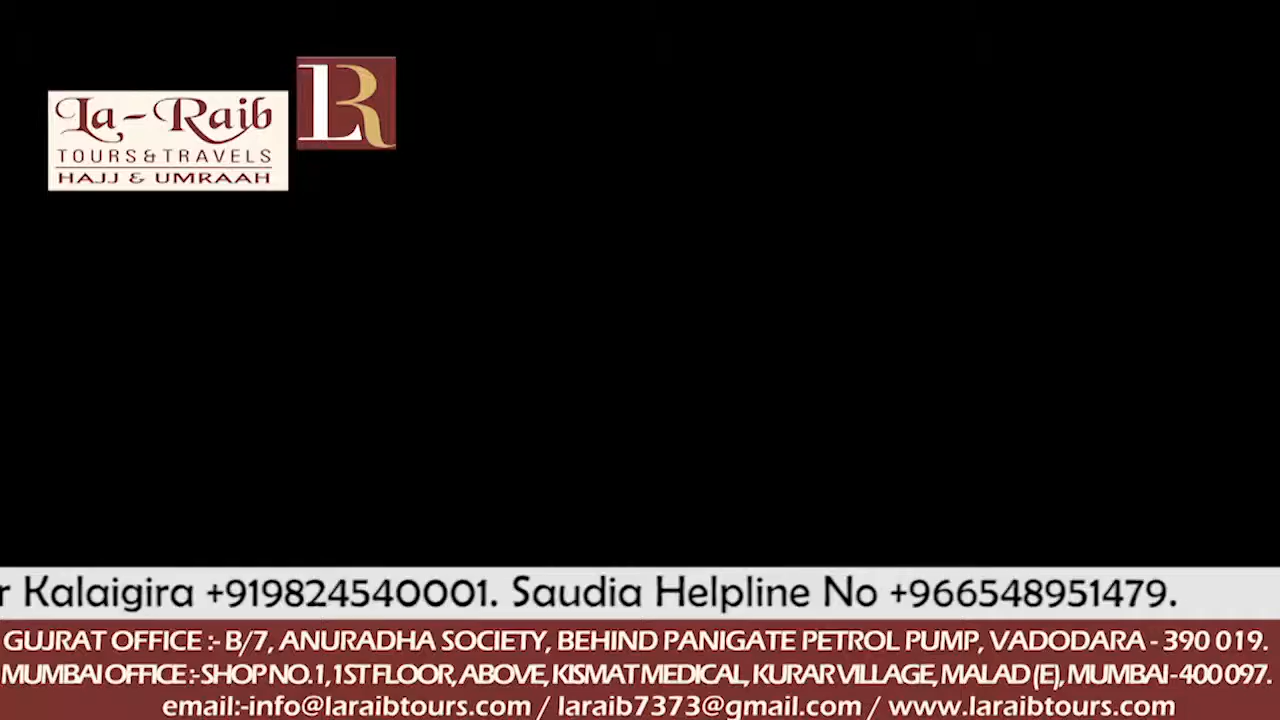 La-Raib
TOURS & TRAVELS
HAJJ & UMRAAH
LR
r Kalaigira +919824540001. Saudia Helpline No +966548951479.
GUJRAT OFFICE :- B/7, ANURADHA SOCIETY, BEHIND PANIGATE PETROL PUMP, VADODARA - 390 019.
MUMBAI OFFICE :- SHOP NO. 1, 1ST FLOOR, ABOVE, KISMAT MEDICAL, KURAR VILLAGE, MALAD (E), MUMBAI - 400 097.
email:-info@laraibtours.com / laraib7373@gmail.com / www.laraibtours.com